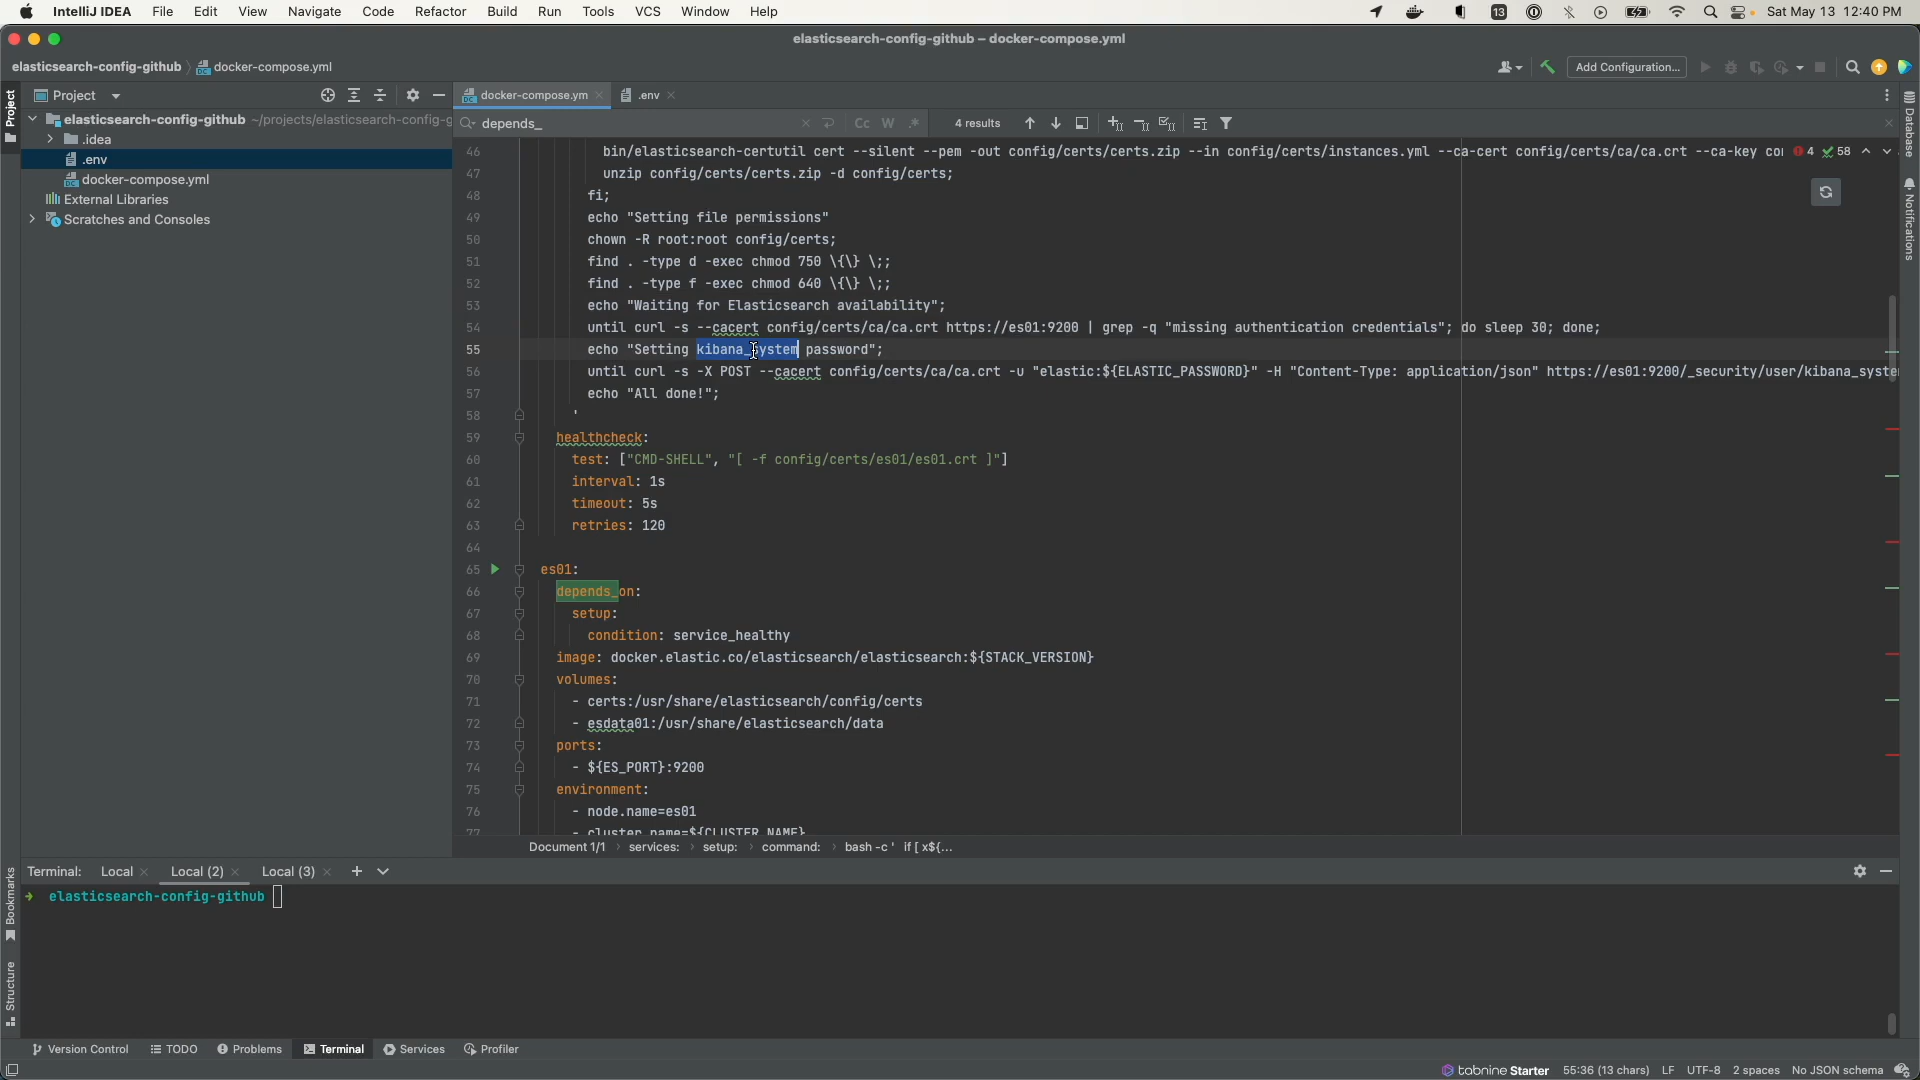 IntelliJ IDEA File Edit View Navigate Code Refactor Build Run Tools VCS Window Help 13 Sat May 13 12:40 PM
elasticsearch-config-github – docker-compose.yml
elasticsearch-config-github docker-compose.yml Add Configuration...
Project
Project
docker-compose.ym
.env
Database
Notifications
elasticsearch-config-github ~/projects/elasticsearch-config-g
.idea
.env
docker-compose.yml
External Libraries
Scratches and Consoles
depends_ Cc W .* 4 results
46 bin/elasticsearch-certutil cert --silent --pem -out config/certs/certs.zip --in config/certs/instances.yml --ca-cert config/certs/ca/ca.crt --ca-key co 4 58
47 unzip config/certs/certs.zip -d config/certs;
48 fi;
49 echo "Setting file permissions"
50 chown -R root:root config/certs;
51 find . -type d -exec chmod 750 \{\} \;;
52 find . -type f -exec chmod 640 \{\} \;;
53 echo "Waiting for Elasticsearch availability";
54 until curl -s --cacert config/certs/ca/ca.crt https://es01:9200 | grep -q "missing authentication credentials"; do sleep 30; done;
55 echo "Setting kibana_system password";
56 until curl -s -X POST --cacert config/certs/ca/ca.crt -u "elastic:${ELASTIC_PASSWORD}" -H "Content-Type: application/json" https://es01:9200/_security/user/kibana_syste
57 echo "All done!";
58 '
59 healthcheck:
60 test: ["CMD-SHELL", "[ -f config/certs/es01/es01.crt ]"]
61 interval: 1s
62 timeout: 5s
63 retries: 120
64
65 es01:
66 depends_on:
67 setup:
68 condition: service_healthy
69 image: docker.elastic.co/elasticsearch/elasticsearch:${STACK_VERSION}
70 volumes:
71 - certs:/usr/share/elasticsearch/config/certs
72 - esdata01:/usr/share/elasticsearch/data
73 ports:
74 - ${ES_PORT}:9200
75 environment:
76 - node.name=es01
77 - cluster.name=${CLUSTER_NAME}
Document 1/1 › services: › setup: › command: › bash -c ' if [ x${...
Terminal: Local Local (2) Local (3)
elasticsearch-config-github
Bookmarks
Structure
Version Control TODO Problems Terminal Services Profiler
tabnine Starter 55:36 (13 chars) LF UTF-8 2 spaces No JSON schema